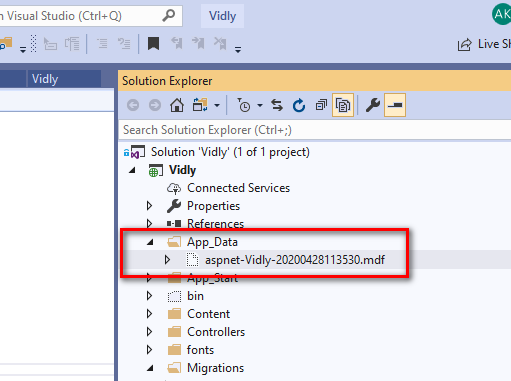 n Visual Studio (Ctrl+Q)
Vidly
AK
Live Sh
Vidly
Solution Explorer
Search Solution Explorer (Ctrl+;)
Solution 'Vidly' (1 of 1 project)
Vidly
Connected Services
Properties
References
App_Data
aspnet-Vidly-20200428113530.mdf
App_Start
bin
Content
Controllers
fonts
Migrations